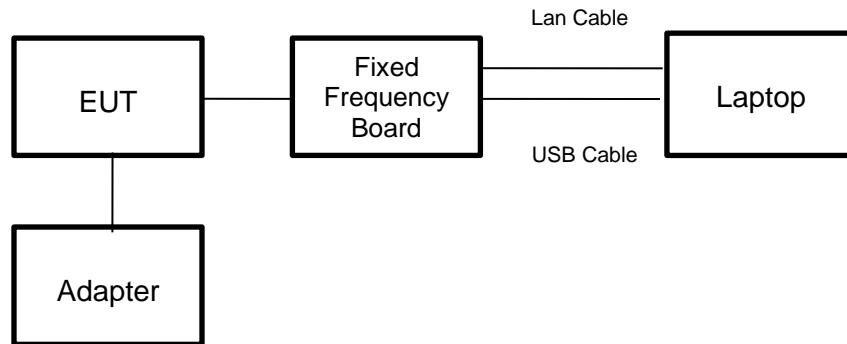 Lan Cable
EUT
Fixed
Frequency
Board
Laptop
USB Cable
Adapter